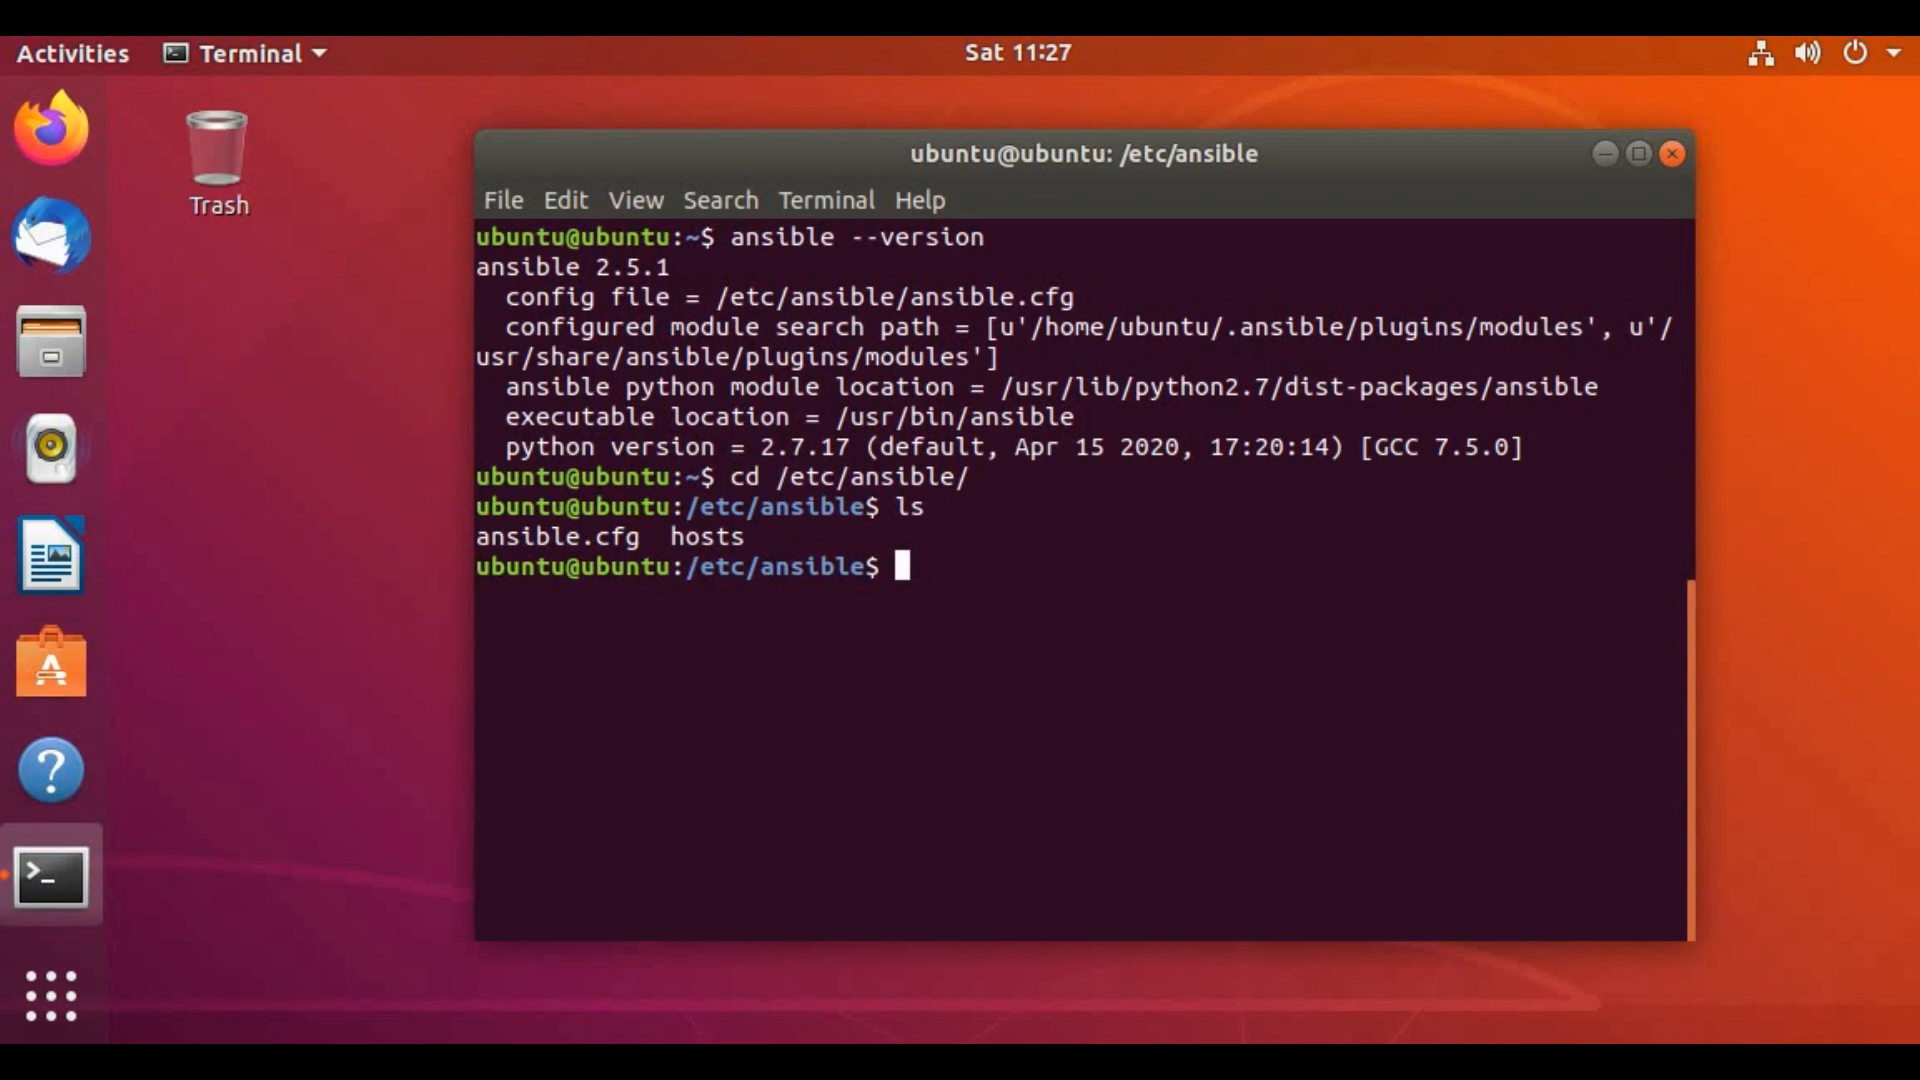 Activities Terminal Sat 11:27
Trash
ubuntu@ubuntu: /etc/ansible
File Edit View Search Terminal Help
ubuntu@ubuntu:~$ ansible --version
ansible 2.5.1
  config file = /etc/ansible/ansible.cfg
  configured module search path = [u'/home/ubuntu/.ansible/plugins/modules', u'/
usr/share/ansible/plugins/modules']
  ansible python module location = /usr/lib/python2.7/dist-packages/ansible
  executable location = /usr/bin/ansible
  python version = 2.7.17 (default, Apr 15 2020, 17:20:14) [GCC 7.5.0]
ubuntu@ubuntu:~$ cd /etc/ansible/
ubuntu@ubuntu:/etc/ansible$ ls
ansible.cfg  hosts
ubuntu@ubuntu:/etc/ansible$